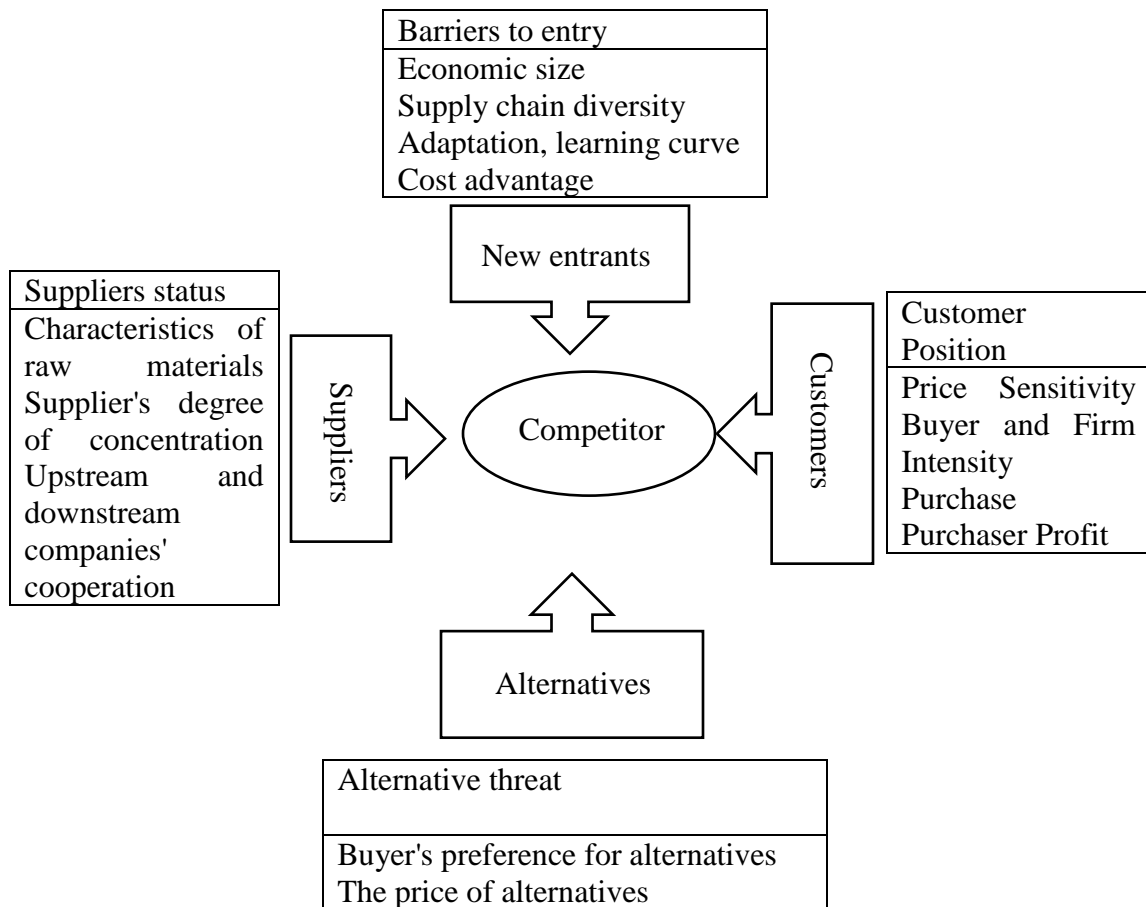 Barriers to entry
Economic size
Supply chain diversity
Adaptation, learning curve
Cost advantage
New entrants
Suppliers status
Characteristics of
raw materials
Supplier's degree
of concentration
Upstream and
downstream
companies'
cooperation
Suppliers
Competitor
Customers
Customer
Position
Price Sensitivity
Buyer and Firm
Intensity
Purchase
Purchaser Profit
Alternatives
Alternative threat
Buyer's preference for alternatives
The price of alternatives